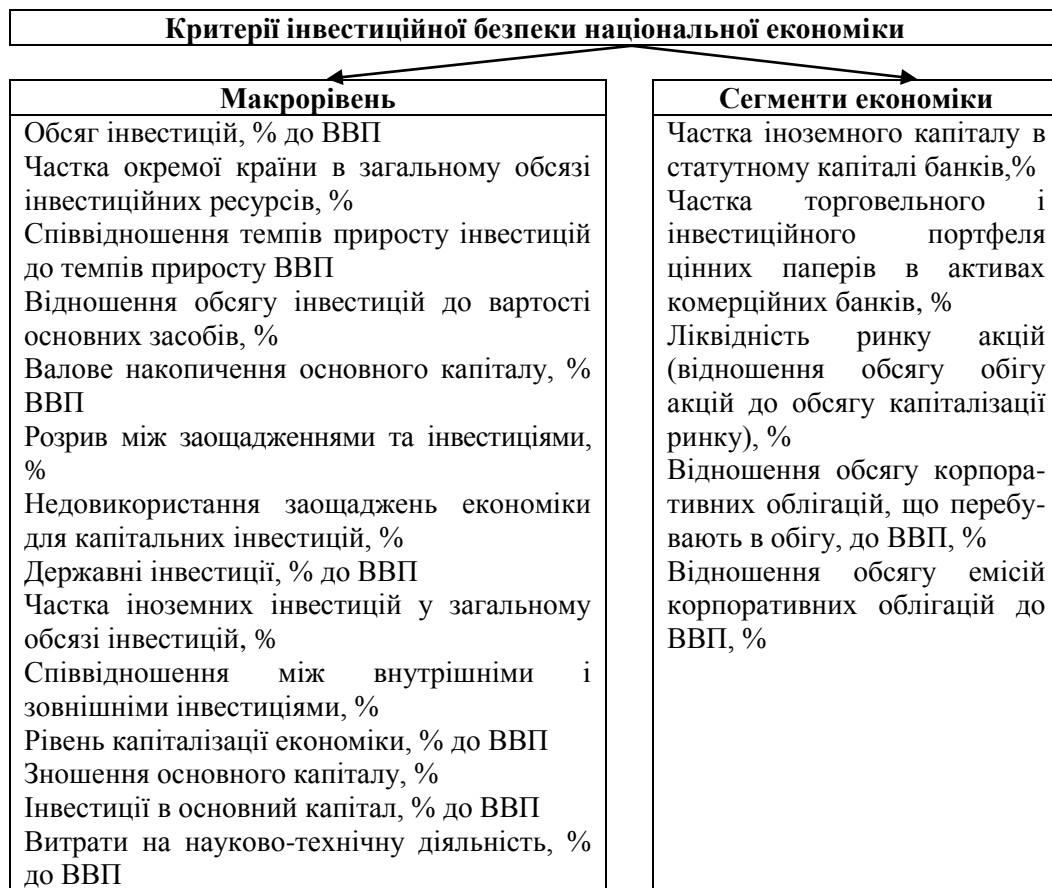 Критерії інвестиційної безпеки національної економіки
Макрорівень
Обсяг інвестицій, % до ВВП
Частка окремої країни в загальному обсязі
інвестиційних ресурсів, %
Співвідношення темпів приросту інвестицій
до темпів приросту ВВП
Відношення обсягу інвестицій до вартості
основних засобів, %
Валове накопичення основного капіталу, %
ВВП
Розрив між заощадженнями та інвестиціями,
%
Недовикористання заощаджень економіки
для капітальних інвестицій, %
Державні інвестиції, % до ВВП
Частка іноземних інвестицій у загальному
обсязі інвестицій, %
Співвідношення між внутрішніми і
зовнішніми інвестиціями, %
Рівень капіталізації економіки, % до ВВП
Зношення основного капіталу, %
Інвестиції в основний капітал, % до ВВП
Витрати на науково-технічну діяльність, %
до ВВП
Сегменти економіки
Частка іноземного капіталу в
статутному капіталі банків,%
Частка торговельного і
інвестиційного портфеля
цінних паперів в активах
комерційних банків, %
Ліквідність ринку акцій
(відношення обсягу обігу
акцій до обсягу капіталізації
ринку), %
Відношення обсягу корпора-
тивних облігацій, що перебу-
вають в обігу, до ВВП, %
Відношення обсягу емісій
корпоративних облігацій до
ВВП, %